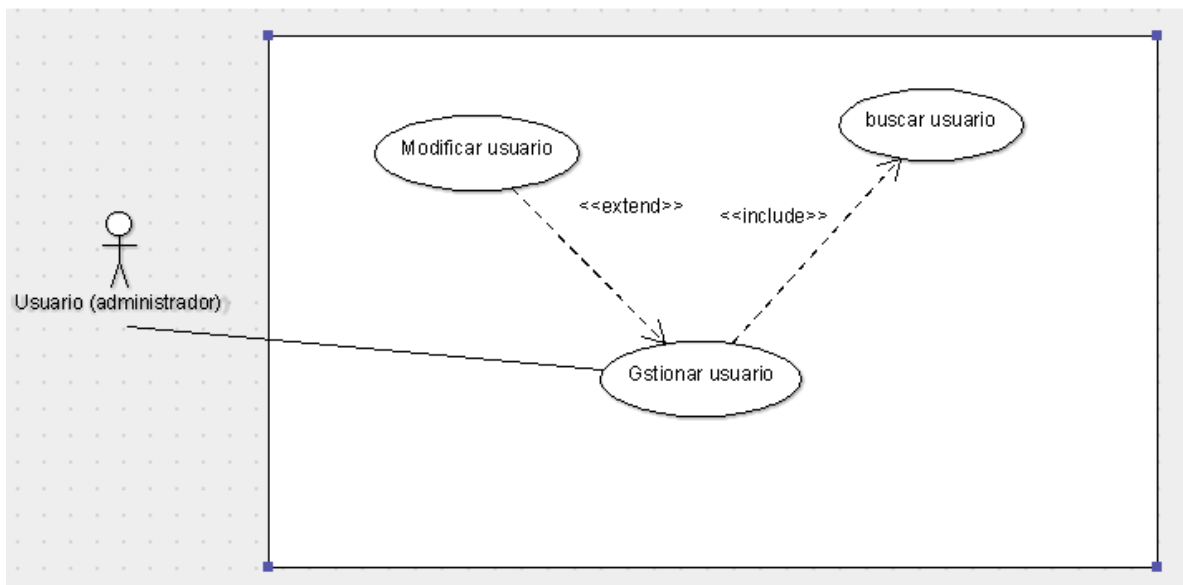 buscar usuario
Modificar usuario
<<extend>>
<<include>>
Usuario (administrador)
Gstionar usuario